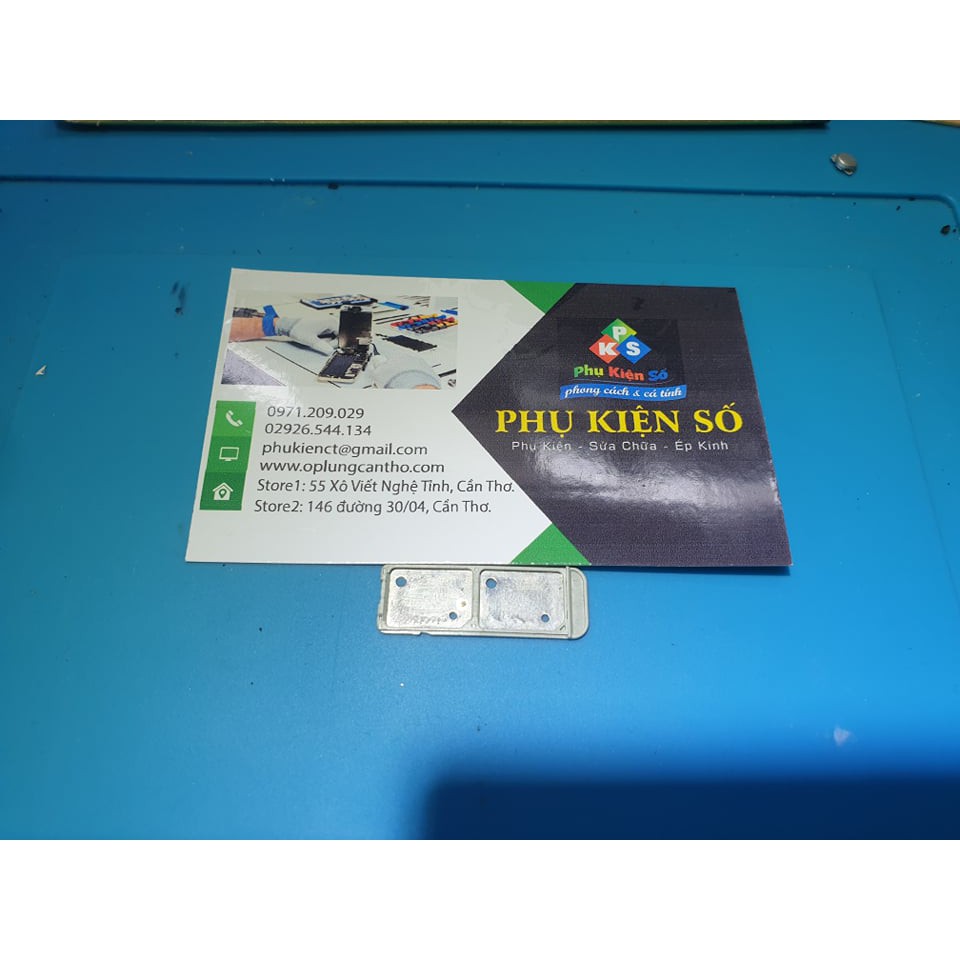 0971.209.029
02926.544.134
phukienct@gmail.com
www.oplungcantho.com
Store1: 55 Xô Viết Nghệ Tĩnh, Cần Thơ.
Store2: 146 đường 30/04, Cần Thơ.
P
KS
Phụ Kiện Số
phong cách & cá tính
PHỤ KIỆN SỐ
Phụ Kiện - Sửa Chữa - Ép Kính